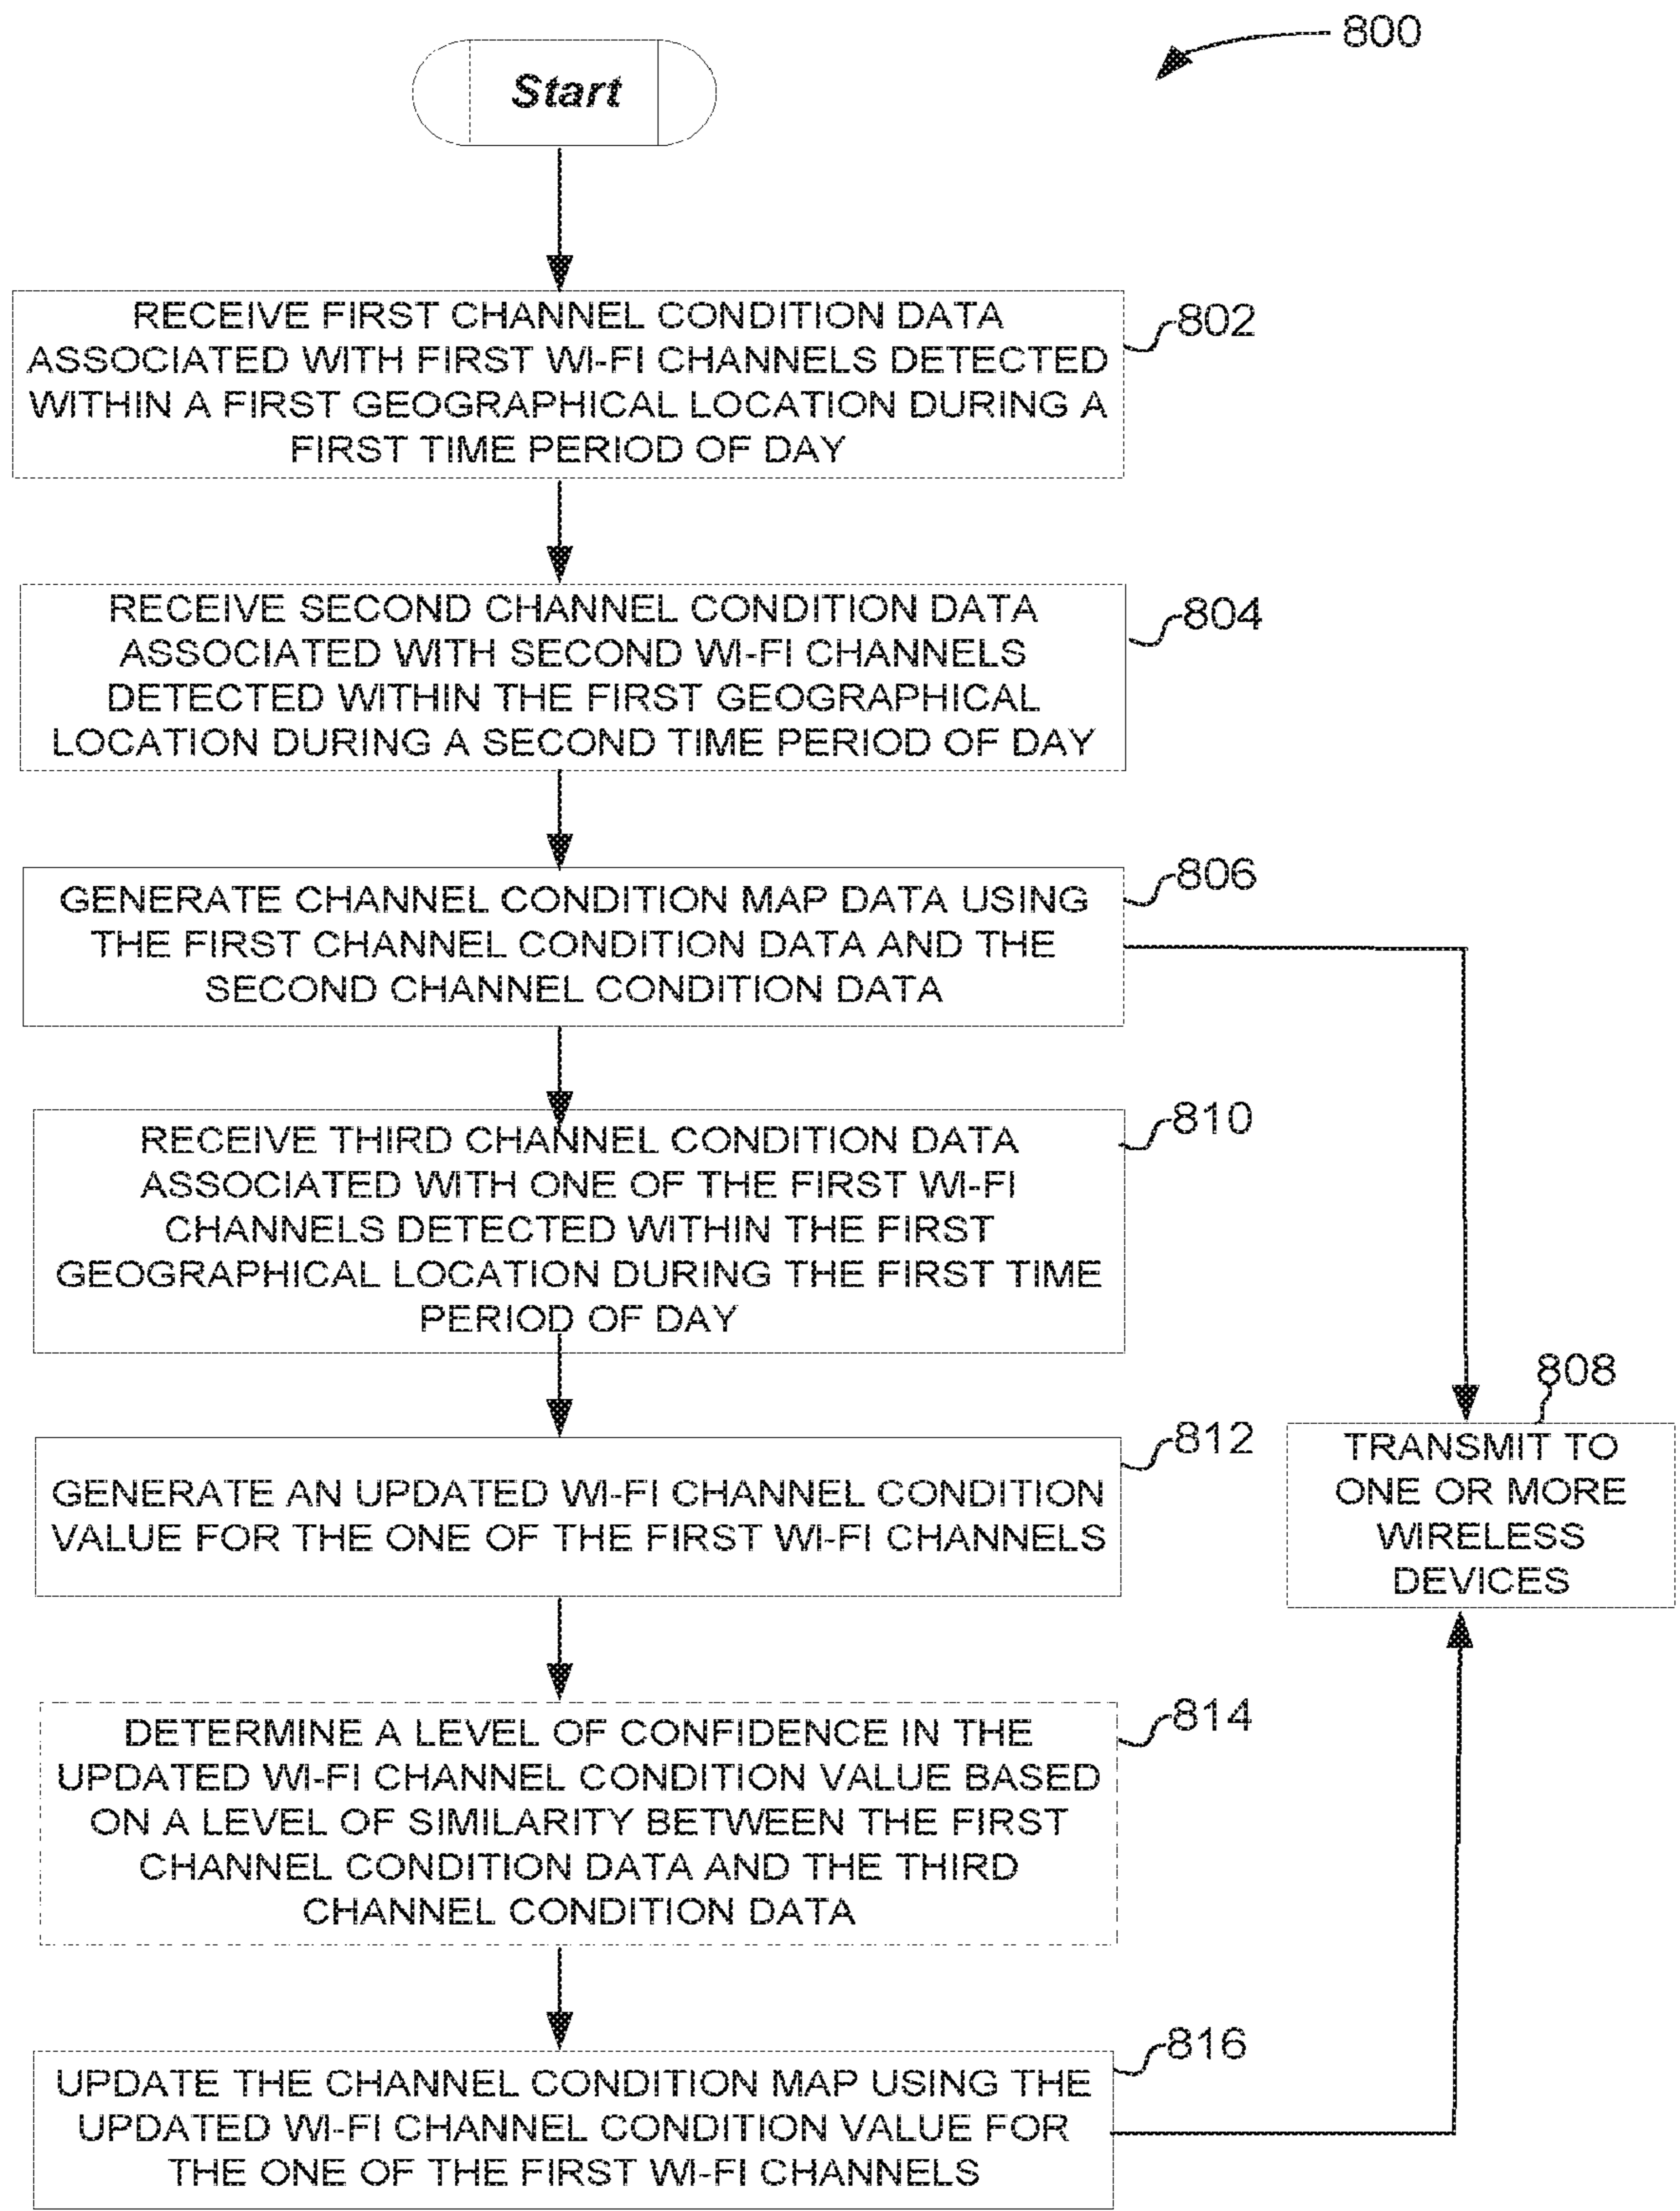 800
Start
RECEIVE FIRST CHANNEL CONDITION DATA
ASSOCIATED WITH FIRST WI-FI CHANNELS DETECTED
WITHIN A FIRST GEOGRAPHICAL LOCATION DURING A
FIRST TIME PERIOD OF DAY
802
RECEIVE SECOND CHANNEL CONDITION DATA
ASSOCIATED WITH SECOND WI-FI CHANNELS
DETECTED WITHIN THE FIRST GEOGRAPHICAL
LOCATION DURING A SECOND TIME PERIOD OF DAY
804
GENERATE CHANNEL CONDITION MAP DATA USING
THE FIRST CHANNEL CONDITION DATA AND THE
SECOND CHANNEL CONDITION DATA
806
RECEIVE THIRD CHANNEL CONDITION DATA
ASSOCIATED WITH ONE OF THE FIRST WI-FI
CHANNELS DETECTED WITHIN THE FIRST
GEOGRAPHICAL LOCATION DURING THE FIRST TIME
PERIOD OF DAY
810
808
TRANSMIT TO
ONE OR MORE
WIRELESS
DEVICES
GENERATE AN UPDATED WI-FI CHANNEL CONDITION
VALUE FOR THE ONE OF THE FIRST WI-FI CHANNELS
812
DETERMINE A LEVEL OF CONFIDENCE IN THE
UPDATED WI-FI CHANNEL CONDITION VALUE BASED
ON A LEVEL OF SIMILARITY BETWEEN THE FIRST
CHANNEL CONDITION DATA AND THE THIRD
CHANNEL CONDITION DATA
814
UPDATE THE CHANNEL CONDITION MAP USING THE
UPDATED WI-FI CHANNEL CONDITION VALUE FOR
THE ONE OF THE FIRST WI-FI CHANNELS
816